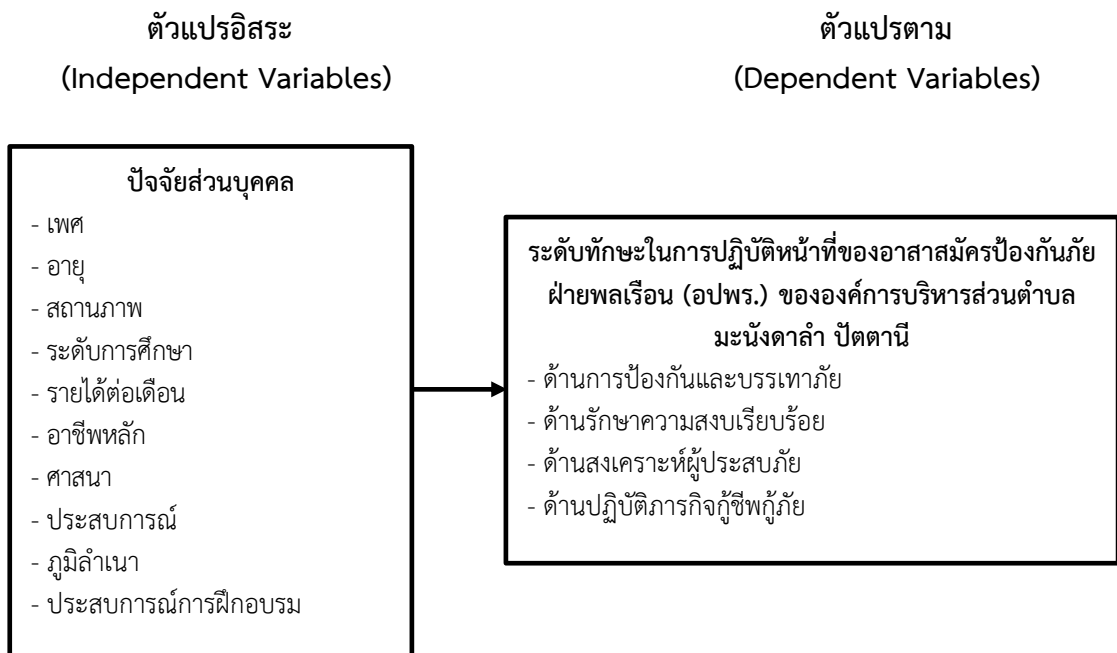 ตัวแปรอิสระ
(Independent Variables)
ตัวแปรตาม
(Dependent Variables)
ปัจจัยส่วนบุคคล
- เพศ
- อายุ
- สถานภาพ
- ระดับการศึกษา
- รายได้ต่อเดือน
- อาชีพหลัก
- ศาสนา
- ประสบการณ์
- ภูมิลำเนา
- ประสบการณ์การฝึกอบรม
ระดับทักษะในการปฏิบัติหน้าที่ของอาสาสมัครป้องกันภัย
ฝ่ายพลเรือน (อปพร.) ขององค์การบริหารส่วนตำบล
มะนังดาลำ ปัตตานี
- ด้านการป้องกันและบรรเทาภัย
- ด้านรักษาความสงบเรียบร้อย
- ด้านสงเคราะห์ผู้ประสบภัย
- ด้านปฏิบัติภารกิจกู้ชีพกู้ภัย